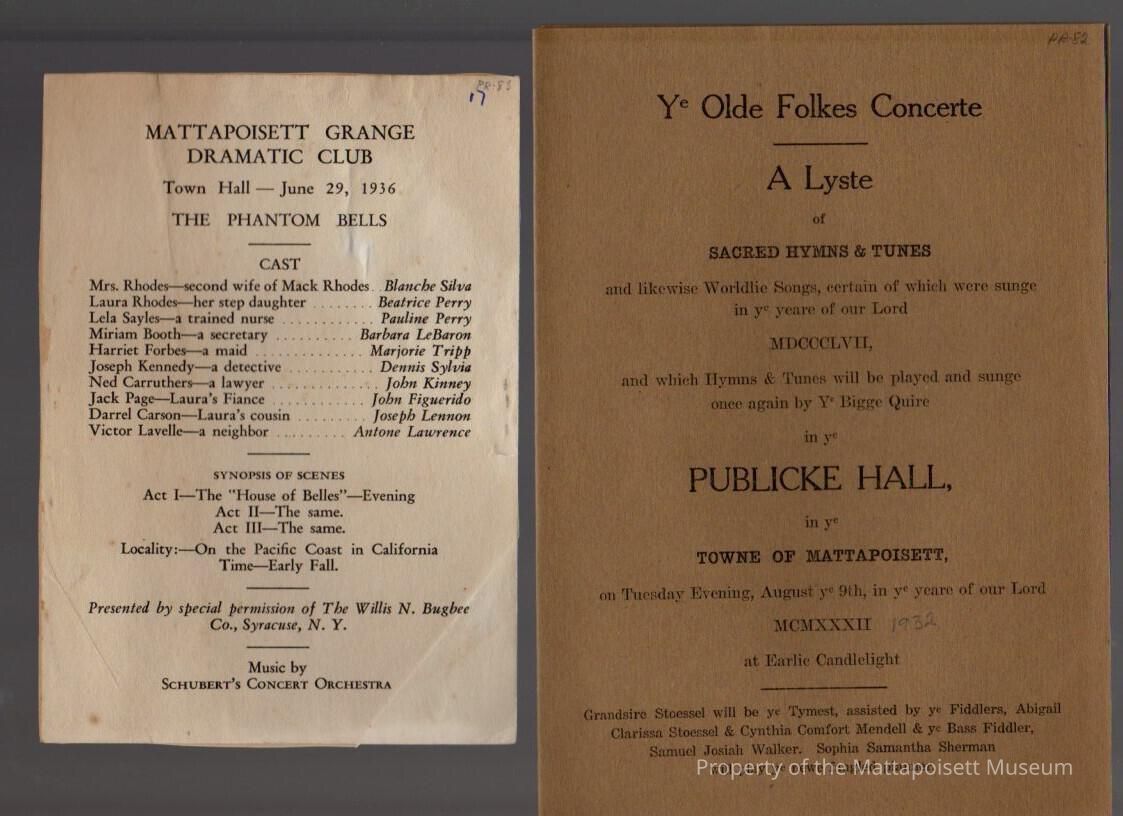 PR-83
17
MATTAPOISETT GRANGE
DRAMATIC CLUB
Town Hall — June 29, 1936
THE PHANTOM BELLS
CAST
Mrs. Rhodes—second wife of Mack Rhodes. . Blanche Silva
Laura Rhodes—her step daughter . . . . . . . . Beatrice Perry
Lela Sayles—a trained nurse . . . . . . . . . . . . Pauline Perry
Miriam Booth—a secretary . . . . . . . . . . Barbara LeBaron
Harriet Forbes—a maid . . . . . . . . . . . . . . Marjorie Tripp
Joseph Kennedy—a detective . . . . . . . . . . . Dennis Sylvia
Ned Carruthers—a lawyer . . . . . . . . . . . . . . John Kinney
Jack Page—Laura's Fiance . . . . . . . . . . . . John Figuerido
Darrel Carson—Laura's cousin . . . . . . . . . Joseph Lennon
Victor Lavelle—a neighbor . . . . . . . . . Antone Lawrence
SYNOPSIS OF SCENES
Act I—The "House of Belles"—Evening
Act II—The same.
Act III—The same.
Locality:—On the Pacific Coast in California
Time—Early Fall.
Presented by special permission of The Willis N. Bugbee
Co., Syracuse, N. Y.
Music by
SCHUBERT'S CONCERT ORCHESTRA
PR-82
Ye Olde Folkes Concerte
A Lyste
of
SACRED HYMNS & TUNES
and likewise Worldlie Songs, certain of which were sunge
in ye yeare of our Lord
MDCCCLVII,
and which Hymns & Tunes will be played and sunge
once again by Ye Bigge Quire
in ye
PUBLICKE HALL,
in ye
TOWNE OF MATTAPOISETT,
on Tuesday Evening, August ye 9th, in ye yeare of our Lord
MCMXXXII 1932
at Earlie Candlelight
Grandsire Stoessel will be ye Tymest, assisted by ye Fiddlers, Abigail
Clarissa Stoessel & Cynthia Comfort Mendell & ye Bass Fiddler,
Samuel Josiah Walker. Sophia Samantha Sherman
Property of the Mattapoisett Museum